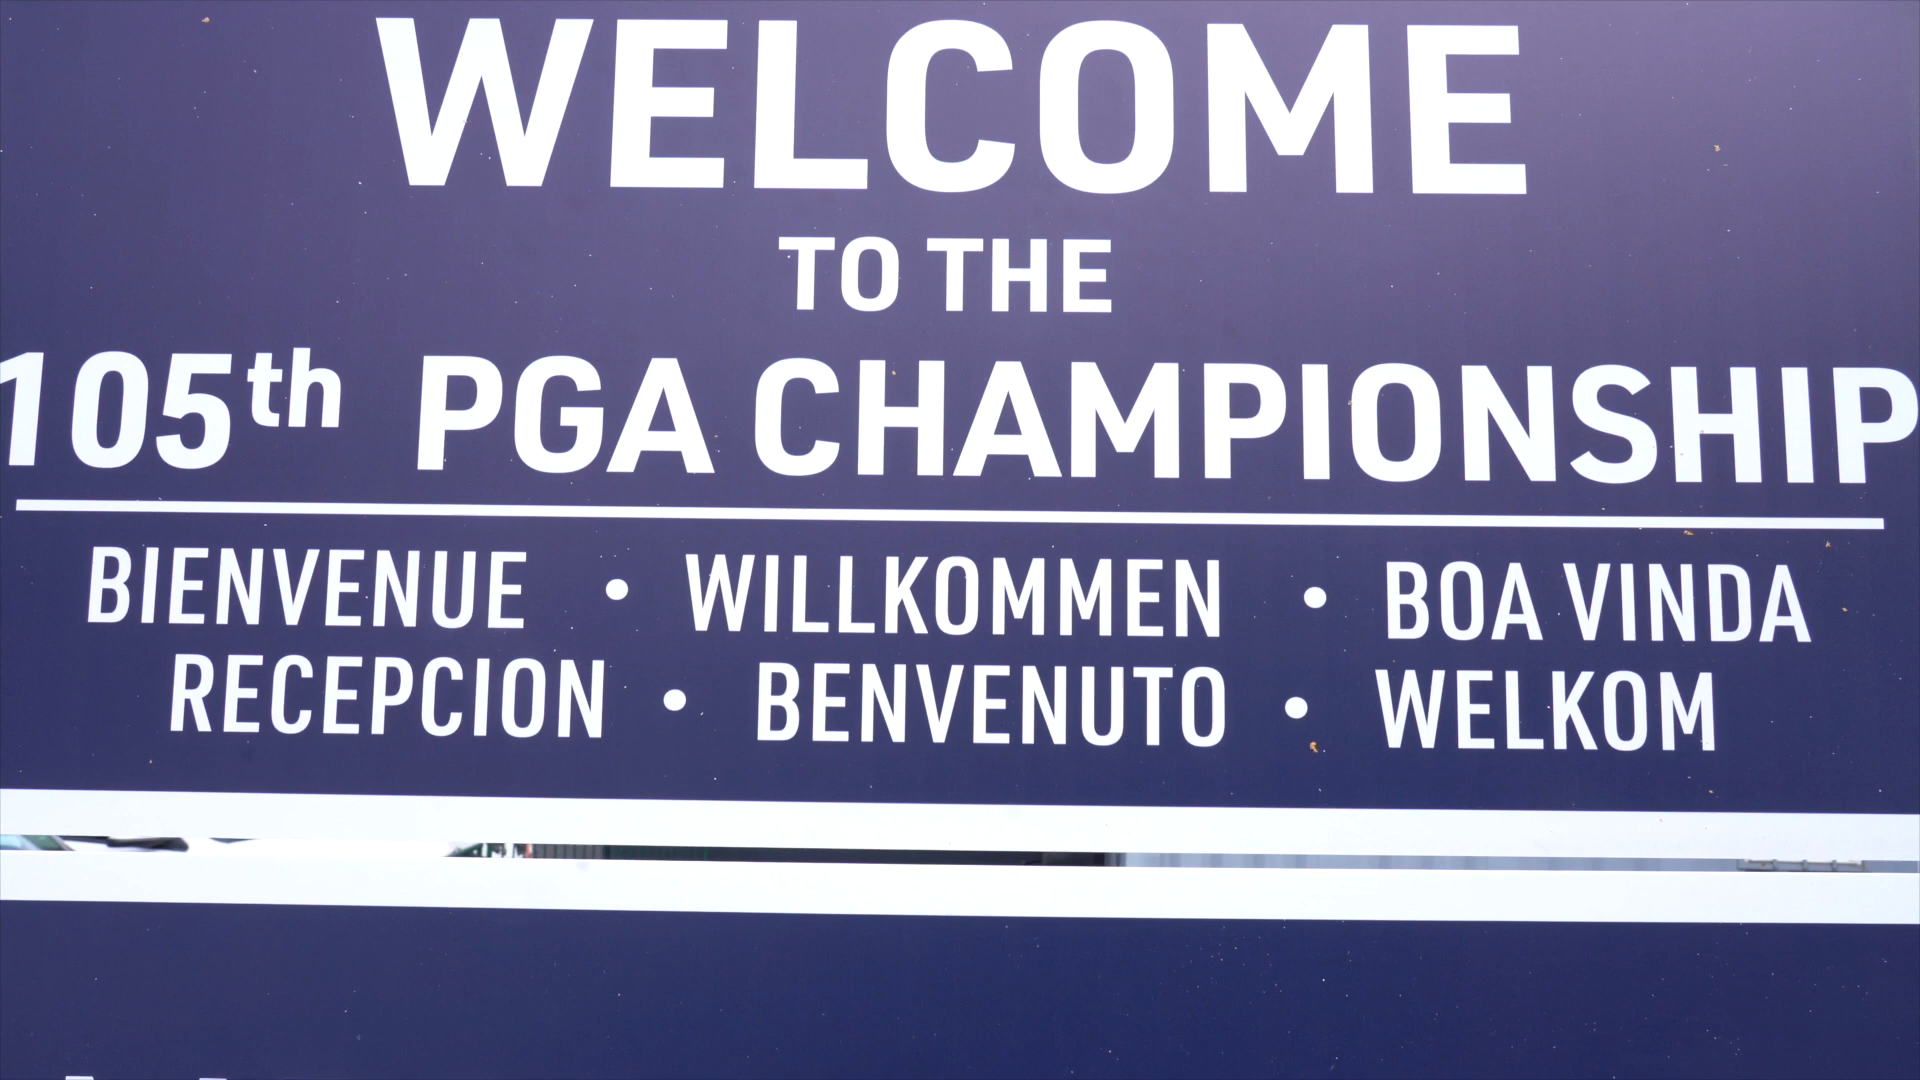 WELCOME
TO THE
105th PGA CHAMPIONSHIP
BIENVENUE • WILLKOMMEN • BOA VINDA
RECEPCION • BENVENUTO • WELKOM